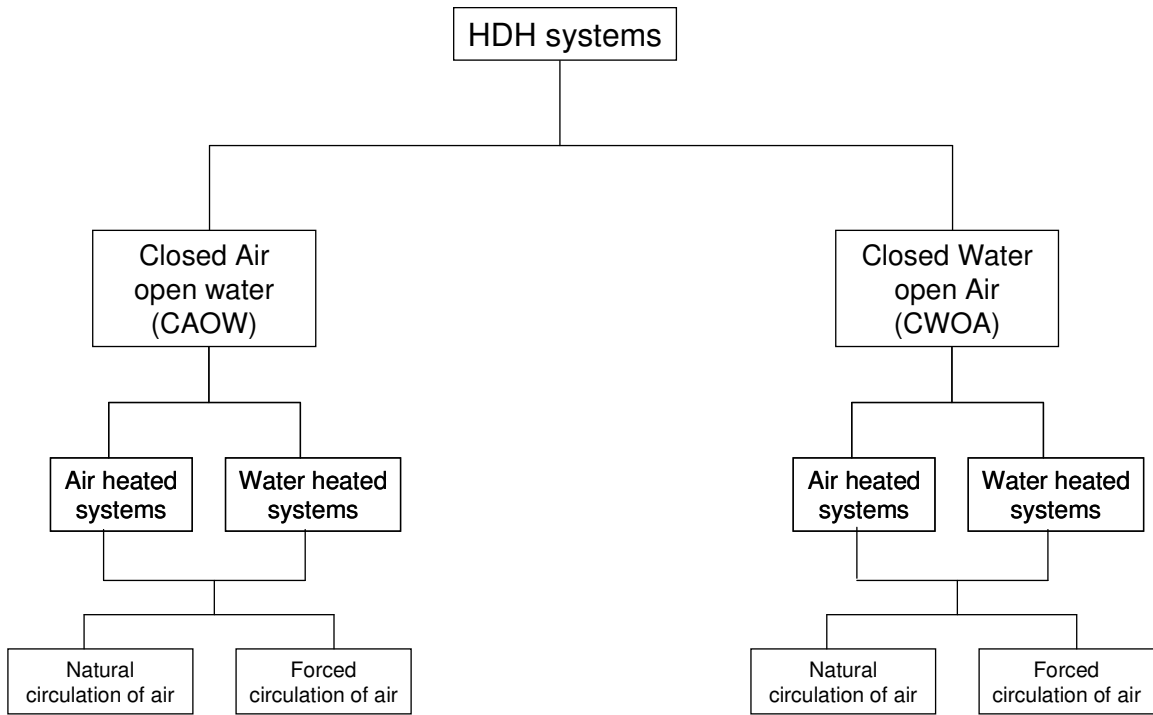 HDH systems
Closed Air
open water
(CAOW)
Closed Water
open Air
(CWOA)
Air heated
systems
Water heated
systems
Air heated
systems
Water heated
systems
Natural
circulation of air
Forced
circulation of air
Natural
circulation of air
Forced
circulation of air